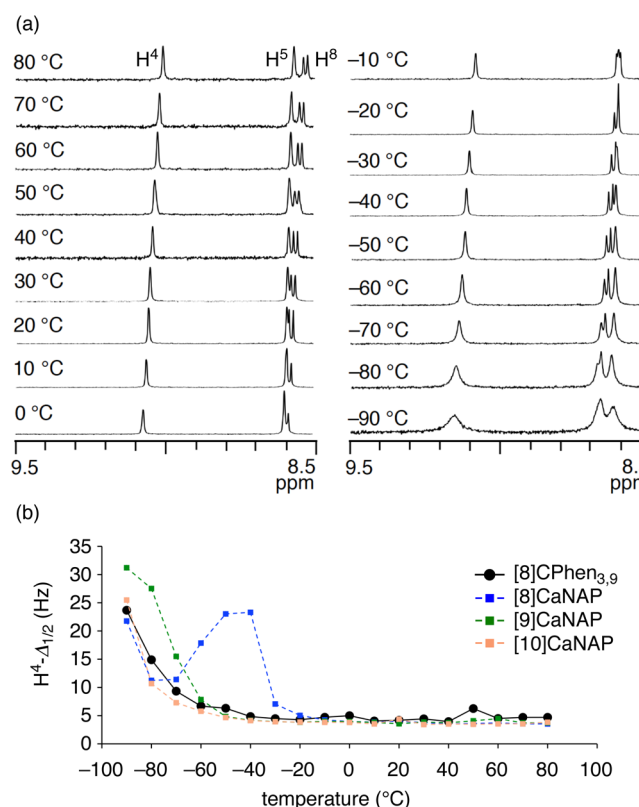 (a)
H⁴ H⁵ H⁸
80 °C
70 °C
60 °C
50 °C
40 °C
30 °C
20 °C
10 °C
0 °C
9.5 8.5
ppm
–10 °C
–20 °C
–30 °C
–40 °C
–50 °C
–60 °C
–70 °C
–80 °C
–90 °C
9.5 8.
ppm
(b)
H⁴-Δ1/2 (Hz)
35
30
25
20
15
10
5
0
–100 –80 –60 –40 –20 0 20 40 60 80 100
temperature (°C)
[8]CPhen3,9
[8]CaNAP
[9]CaNAP
[10]CaNAP